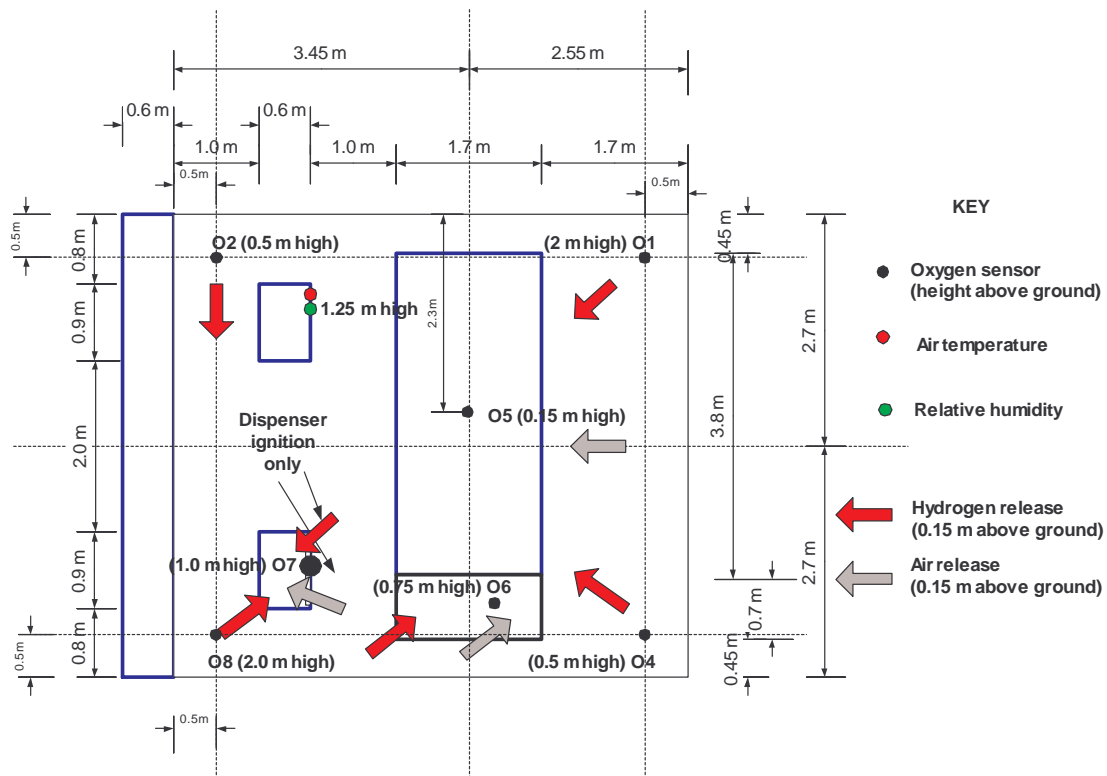 3.45 m
2.55 m
0.6 m
0.6 m
1.0 m
1.0 m
1.7 m
1.7 m
0.5m
0.5m
KEY
0.5m
0.8 m
0.45 m
O2 (0.5 m high)
(2 m high) O1
Oxygen sensor
(height above ground)
1.25 m high
0.9 m
2.3m
2.7 m
Air temperature
O5 (0.15 m high)
Relative humidity
Dispenser
ignition
only
2.0 m
3.8 m
Hydrogen release
(0.15 m above ground)
(1.0 m high) O7
(0.75 m high) O6
0.9 m
2.7 m
Air release
(0.15 m above ground)
0.7 m
0.5m
0.8 m
O8 (2.0 m high)
(0.5 m high) O4
0.45 m
0.5m